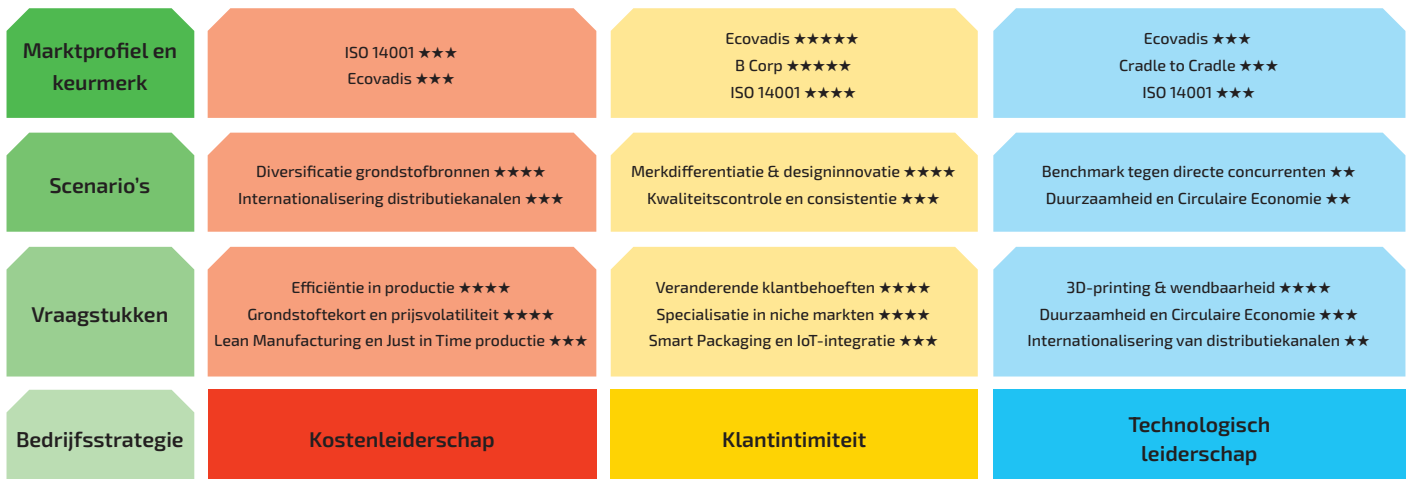 Marktprofiel en
keurmerk
ISO 14001 ★★★
Ecovadis ★★★
Ecovadis ★★★★★
B Corp ★★★★★
ISO 14001 ★★★★
Ecovadis ★★★
Cradle to Cradle ★★★
ISO 14001 ★★★
Scenario's
Diversificatie grondstofbronnen ★★★★
Internationalisering distributiekanalen ★★★
Merkdifferentiatie & designinnovatie ★★★★
Kwaliteitscontrole en consistentie ★★★
Benchmark tegen directe concurrenten ★★
Duurzaamheid en Circulaire Economie ★★
Vraagstukken
Efficiëntie in productie ★★★★
Grondstoftekort en prijsvolatiliteit ★★★★
Lean Manufacturing en Just in Time productie ★★★
Veranderende klantbehoeften ★★★★
Specialisatie in niche markten ★★★★
Smart Packaging en IoT-integratie ★★★
3D-printing & wendbaarheid ★★★★
Duurzaamheid en Circulaire Economie ★★★
Internationalisering van distributiekanalen ★★
Bedrijfsstrategie
Kostenleiderschap
Klantintimiteit
Technologisch
leiderschap